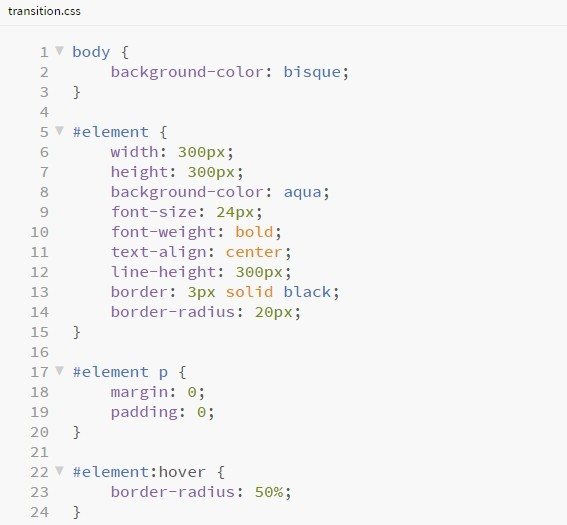 transition.css
1 body {
2     background-color: bisque;
3 }
4
5 #element {
6     width: 300px;
7     height: 300px;
8     background-color: aqua;
9     font-size: 24px;
10     font-weight: bold;
11     text-align: center;
12     line-height: 300px;
13     border: 3px solid black;
14     border-radius: 20px;
15 }
16
17 #element p {
18     margin: 0;
19     padding: 0;
20 }
21
22 #element:hover {
23     border-radius: 50%;
24 }